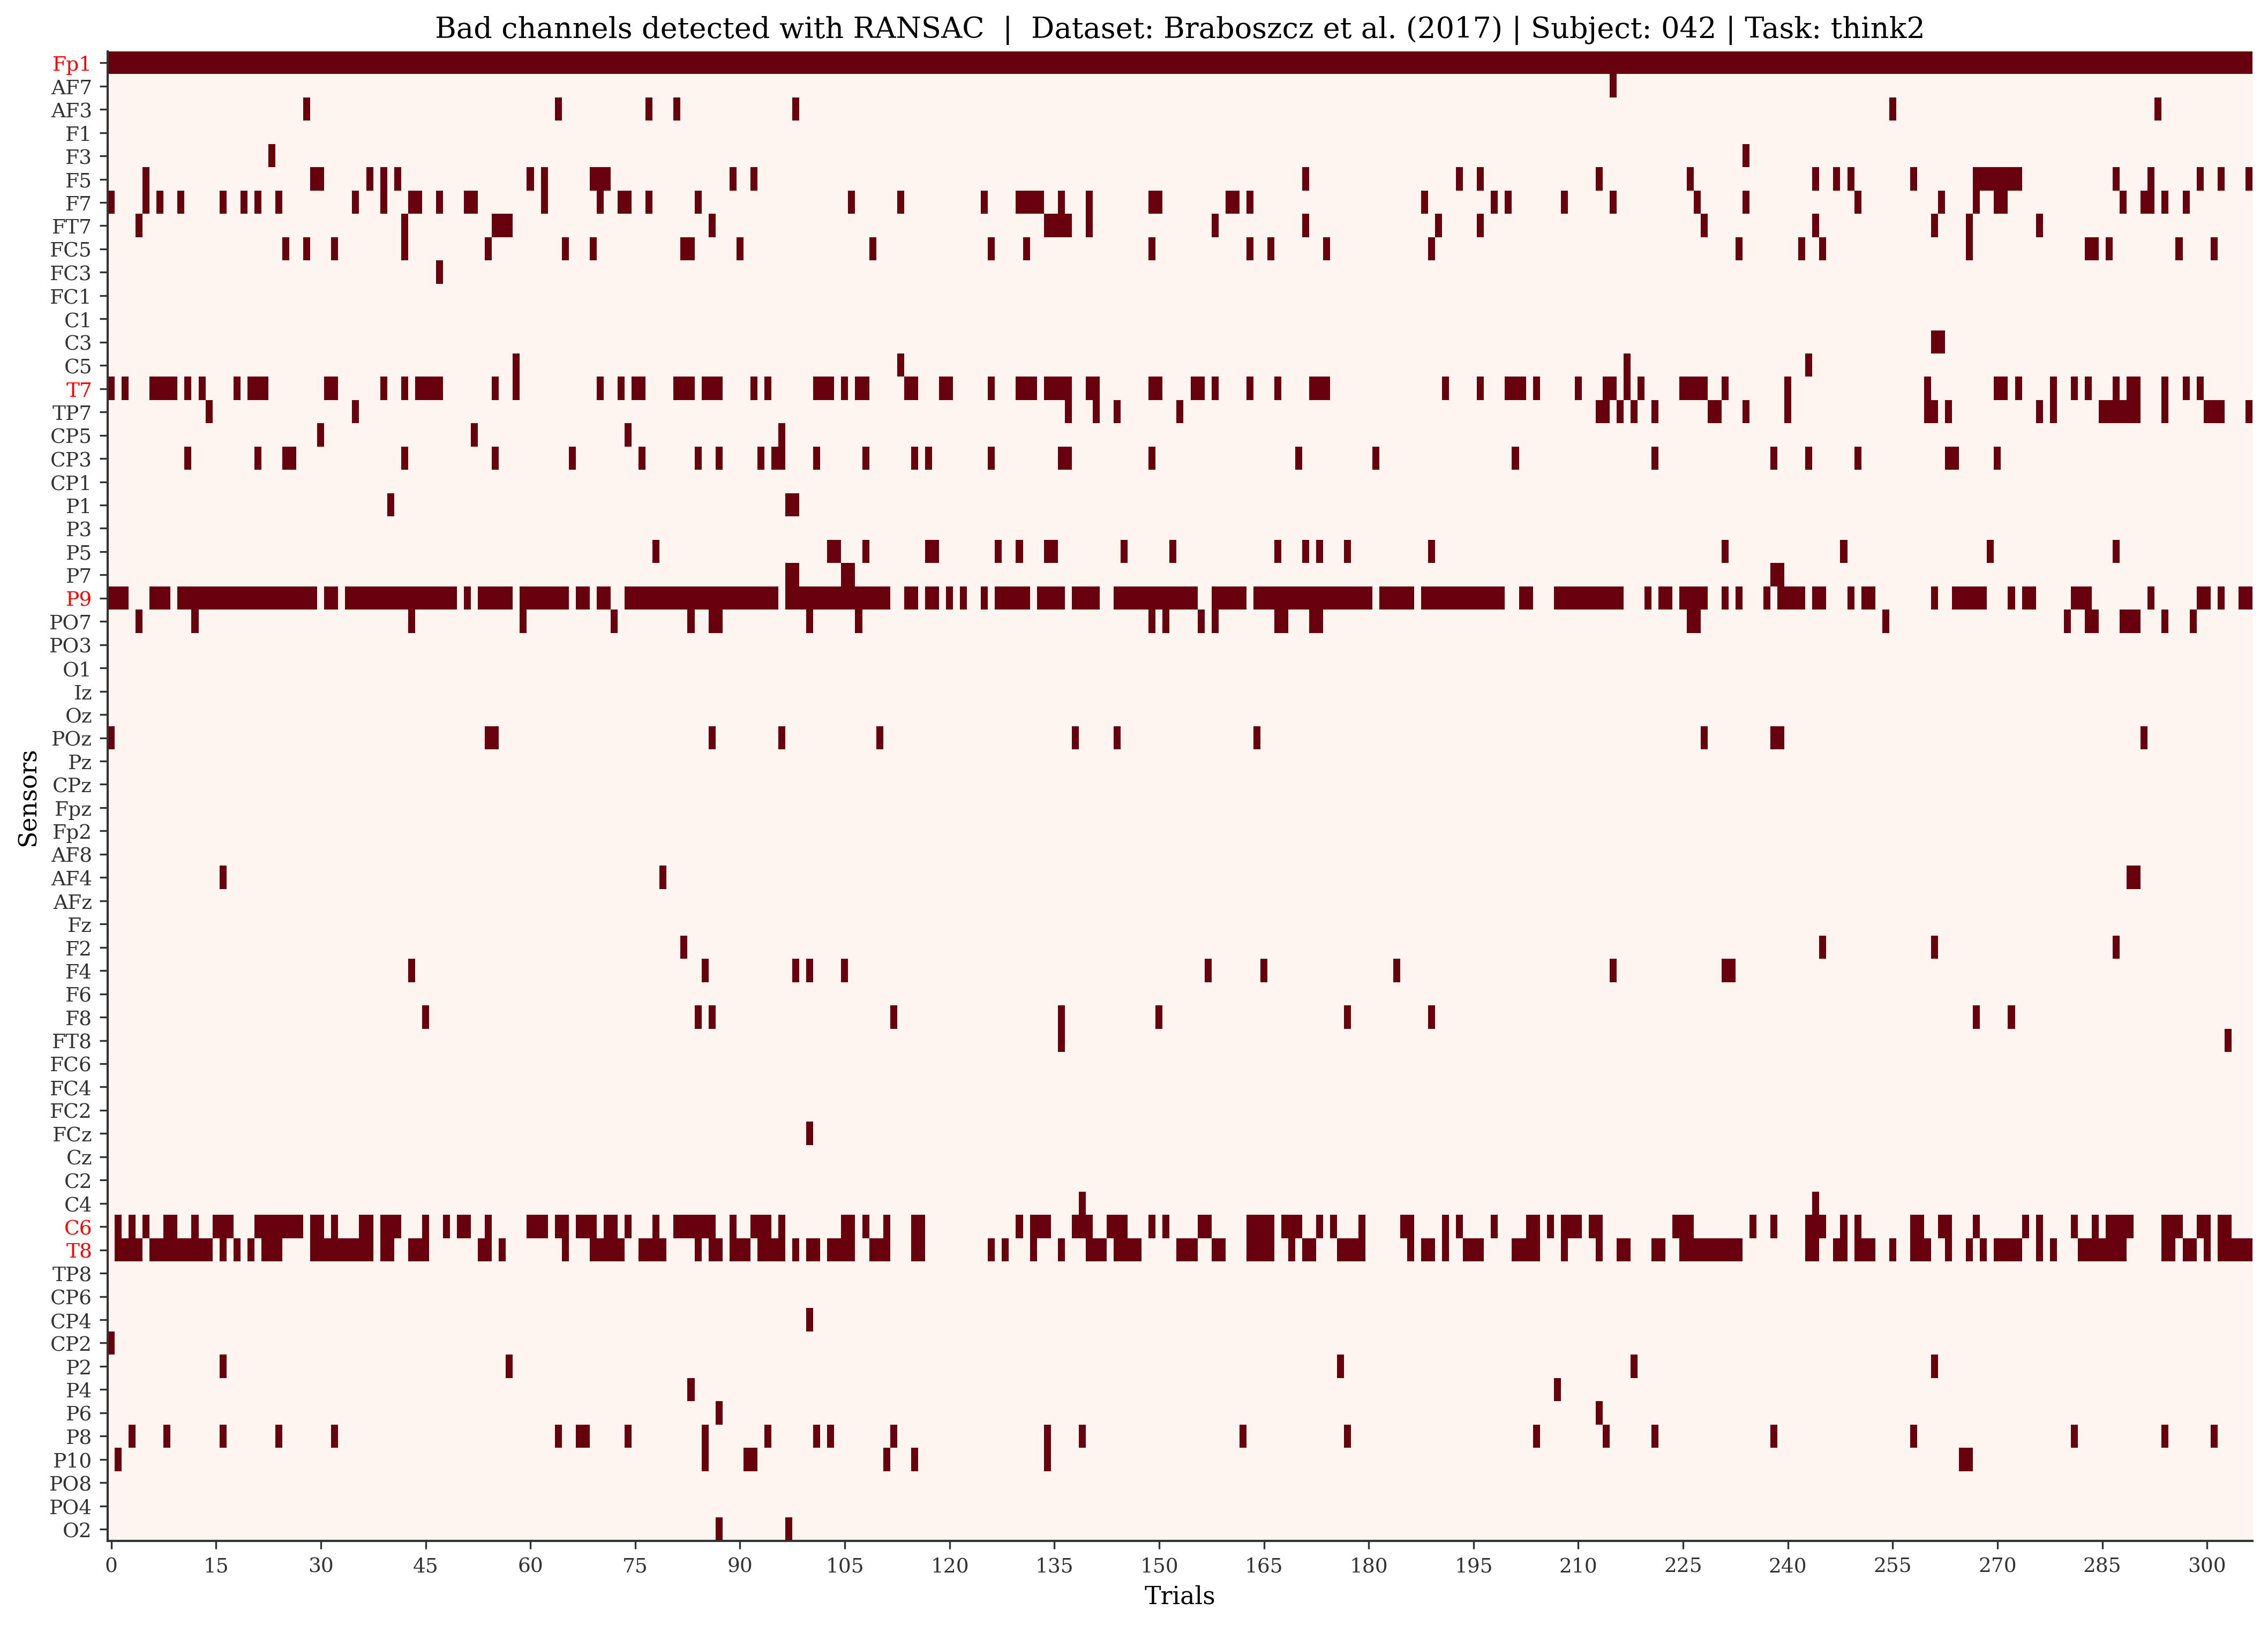 Bad channels detected with RANSAC | Dataset: Braboszcz et al. (2017) | Subject: 042 | Task: think2
Sensors
Fp1
AF7
AF3
F1
F3
F5
F7
FT7
FC5
FC3
FC1
C1
C3
C5
T7
TP7
CP5
CP3
CP1
P1
P3
P5
P7
P9
PO7
PO3
O1
Iz
Oz
POz
Pz
CPz
Fpz
Fp2
AF8
AF4
AFz
Fz
F2
F4
F6
F8
FT8
FC6
FC4
FC2
FCz
Cz
C2
C4
C6
T8
TP8
CP6
CP4
CP2
P2
P4
P6
P8
P10
PO8
PO4
O2
0 15 30 45 60 75 90 105 120 135 150 165 180 195 210 225 240 255 270 285 300
Trials